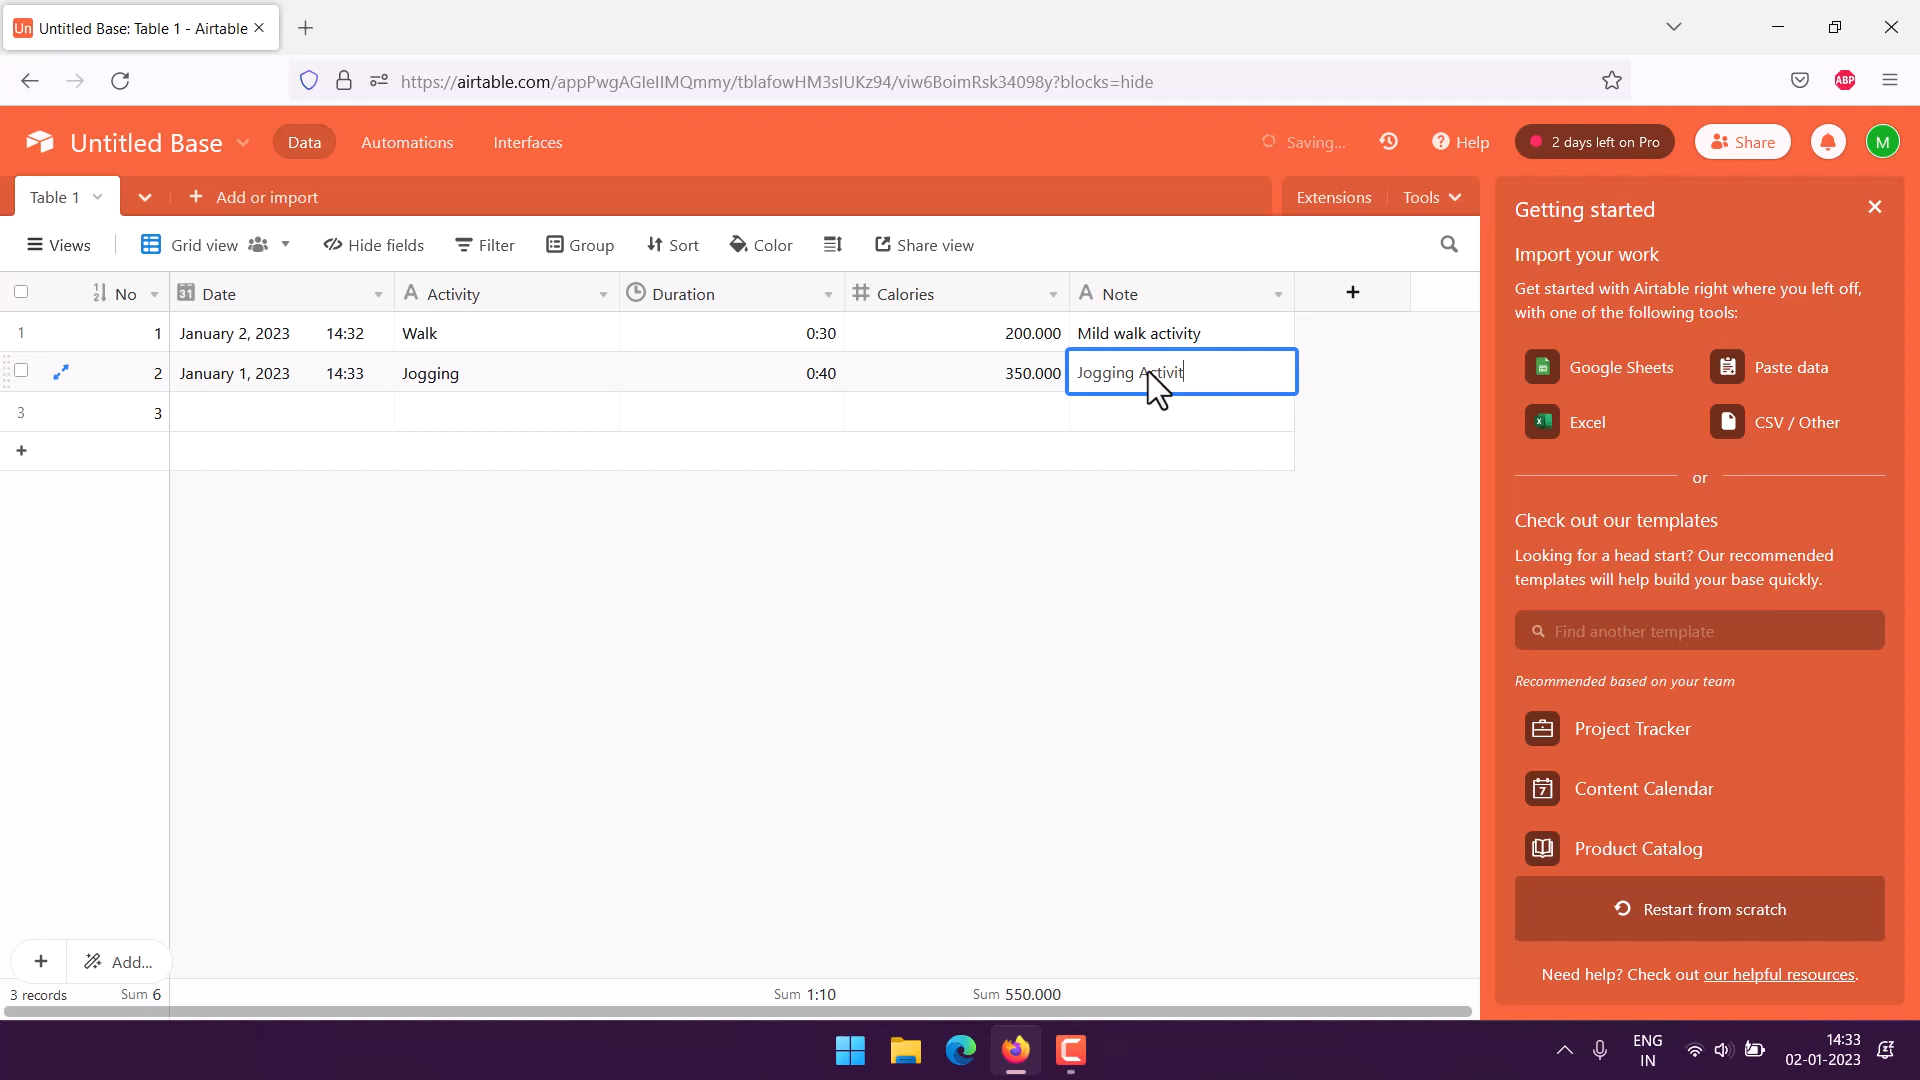 Un Untitled Base: Table 1 - Airtable
https://airtable.com/appPwgAGIeIIMQmmy/tblafowHM3sIUKz94/viw6BoimRsk34098y?blocks=hide
ABP
Untitled Base
Data
Automations
Interfaces
Saving...
Help
2 days left on Pro
Share
M
Table 1
Add or import
Extensions
Tools
Views
Grid view
Hide fields
Filter
Group
Sort
Color
Share view
No
31 Date
A Activity
Duration
Calories
A Note
1 1 January 2, 2023 14:32 Walk 0:30 200.000 Mild walk activity
2 January 1, 2023 14:33 Jogging 0:40 350.000 Jogging Activit
3 3
Add...
3 records
Sum 6
Sum 1:10
Sum 550.000
Getting started
Import your work
Get started with Airtable right where you left off,
with one of the following tools:
Google Sheets
Paste data
Excel
CSV / Other
or
Check out our templates
Looking for a head start? Our recommended
templates will help build your base quickly.
Find another template
Recommended based on your team
Project Tracker
7 Content Calendar
Product Catalog
Restart from scratch
Need help? Check out our helpful resources.
ENG
IN
14:33
02-01-2023